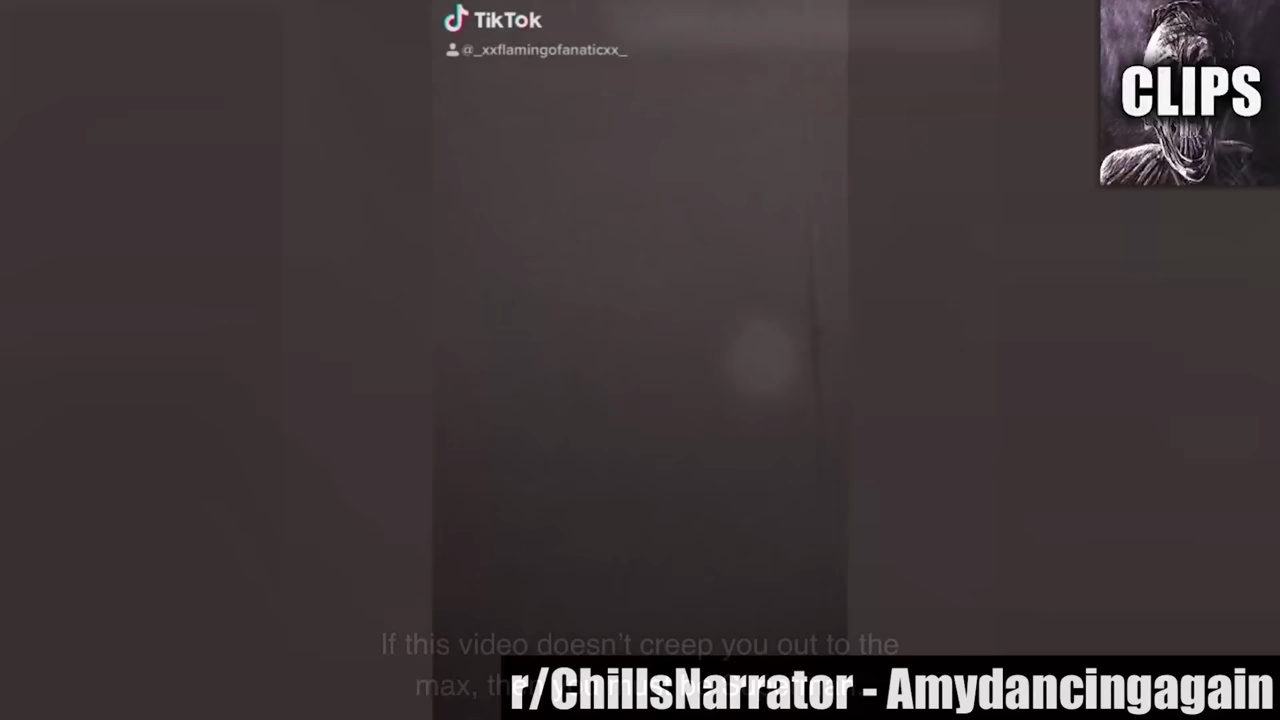 TikTok
@_xxflamingofanaticxx_
CLIPS
If this video doesn't creep you out to the
max,
r/ChillsNarrator - Amydancingagain